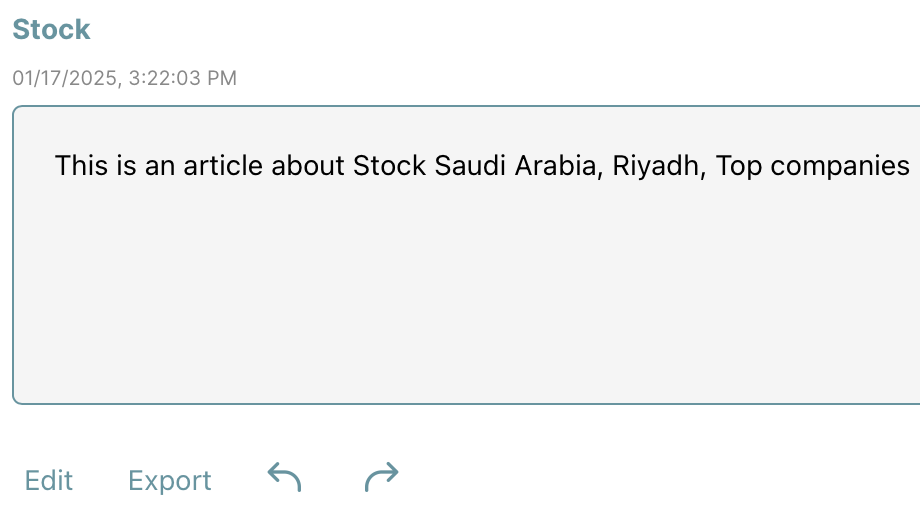 Stock
01/17/2025, 3:22:03 PM
This is an article about Stock Saudi Arabia, Riyadh, Top companies
Edit Export